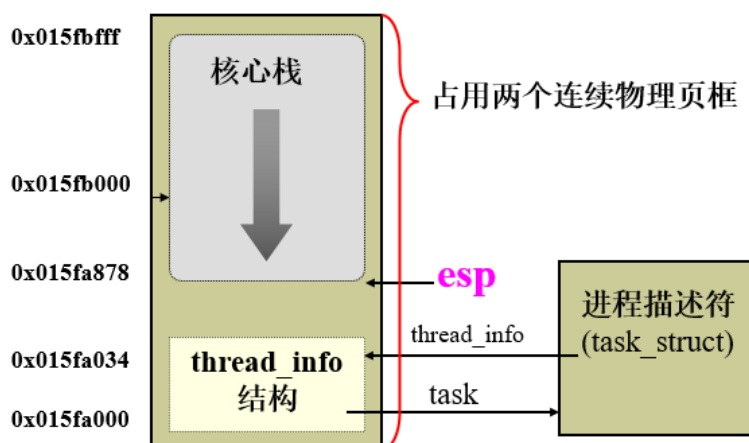 0x015fbfff
核心栈
占用两个连续物理页框
0x015fb000
0x015fa878
esp
进程描述符
(task_struct)
thread_info
0x015fa034
thread_info
结构
task
0x015fa000